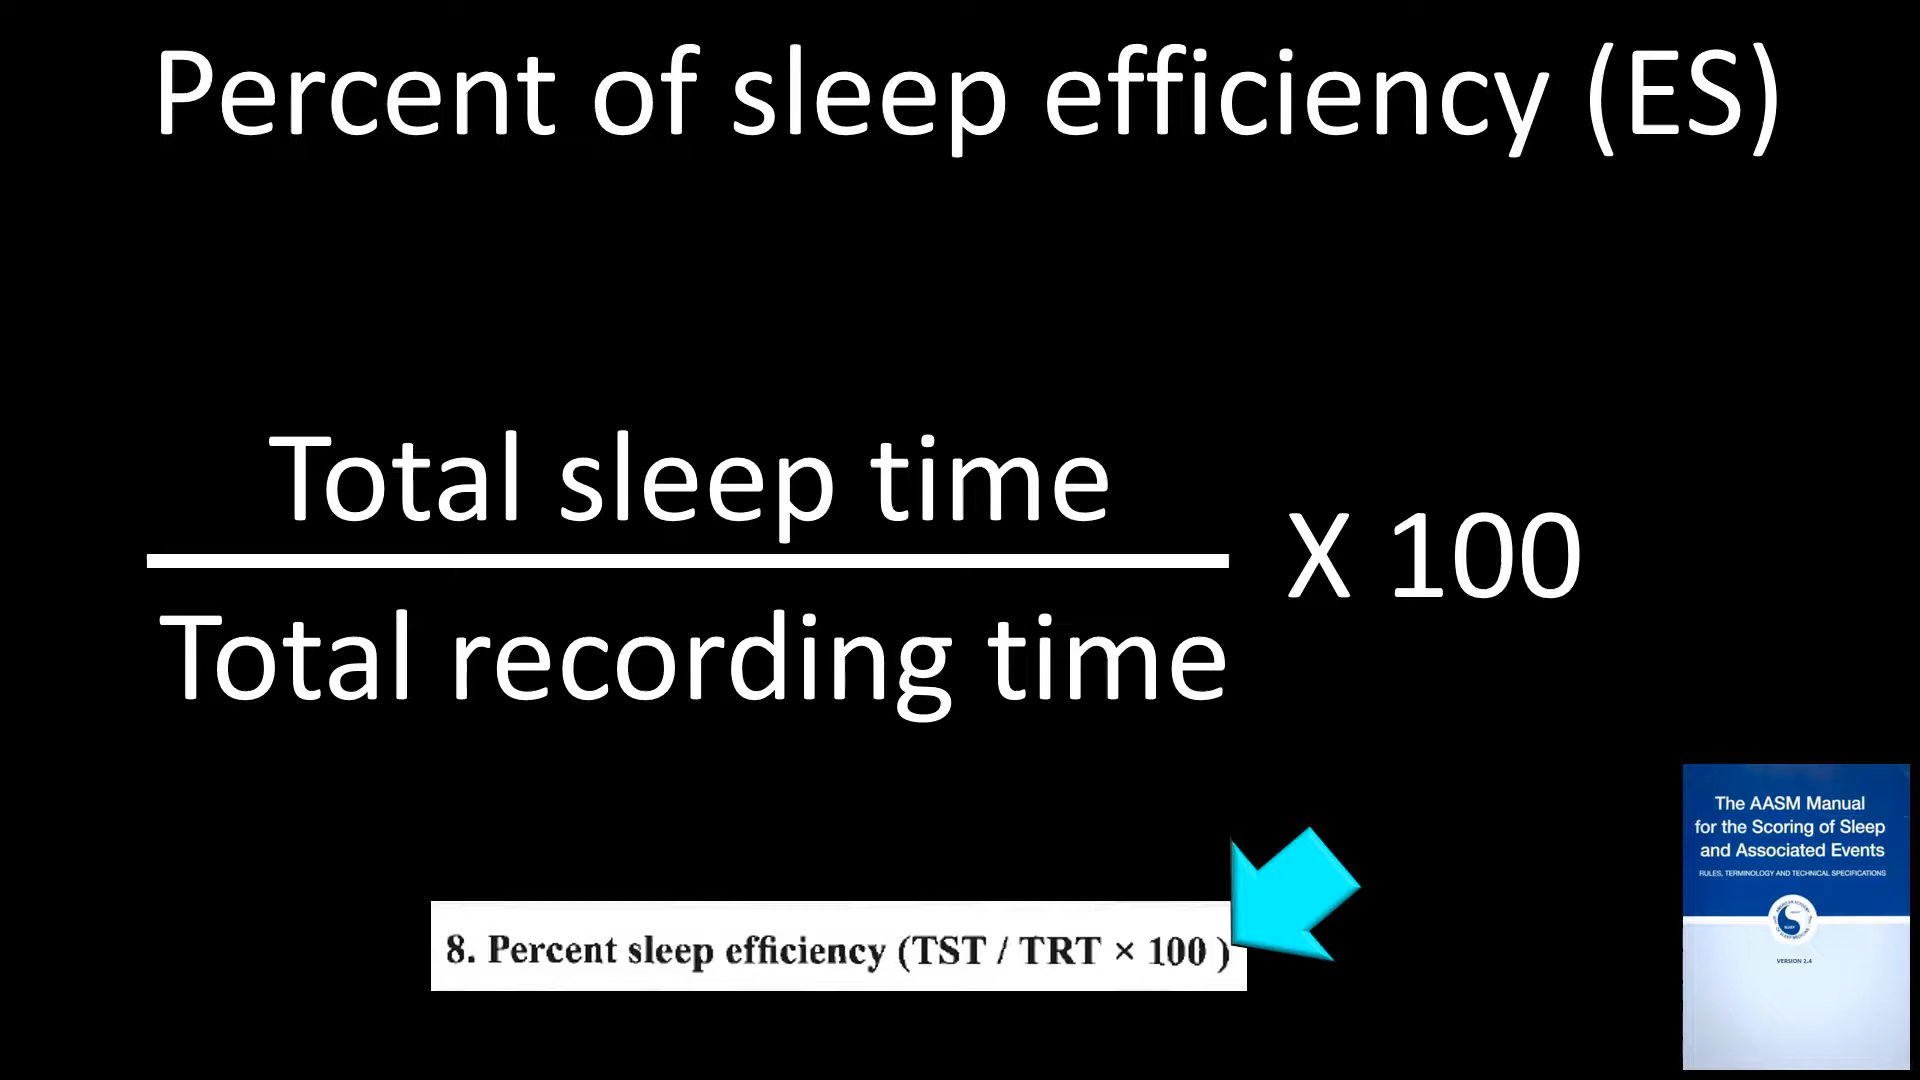 Percent of sleep efficiency (ES)
Total sleep time
X 100
Total recording time
8. Percent sleep efficiency (TST / TRT × 100 )
The AASM Manual
for the Scoring of Sleep
and Associated Events
RULES, TERMINOLOGY AND TECHNICAL SPECIFICATIONS
VERSION 2.4